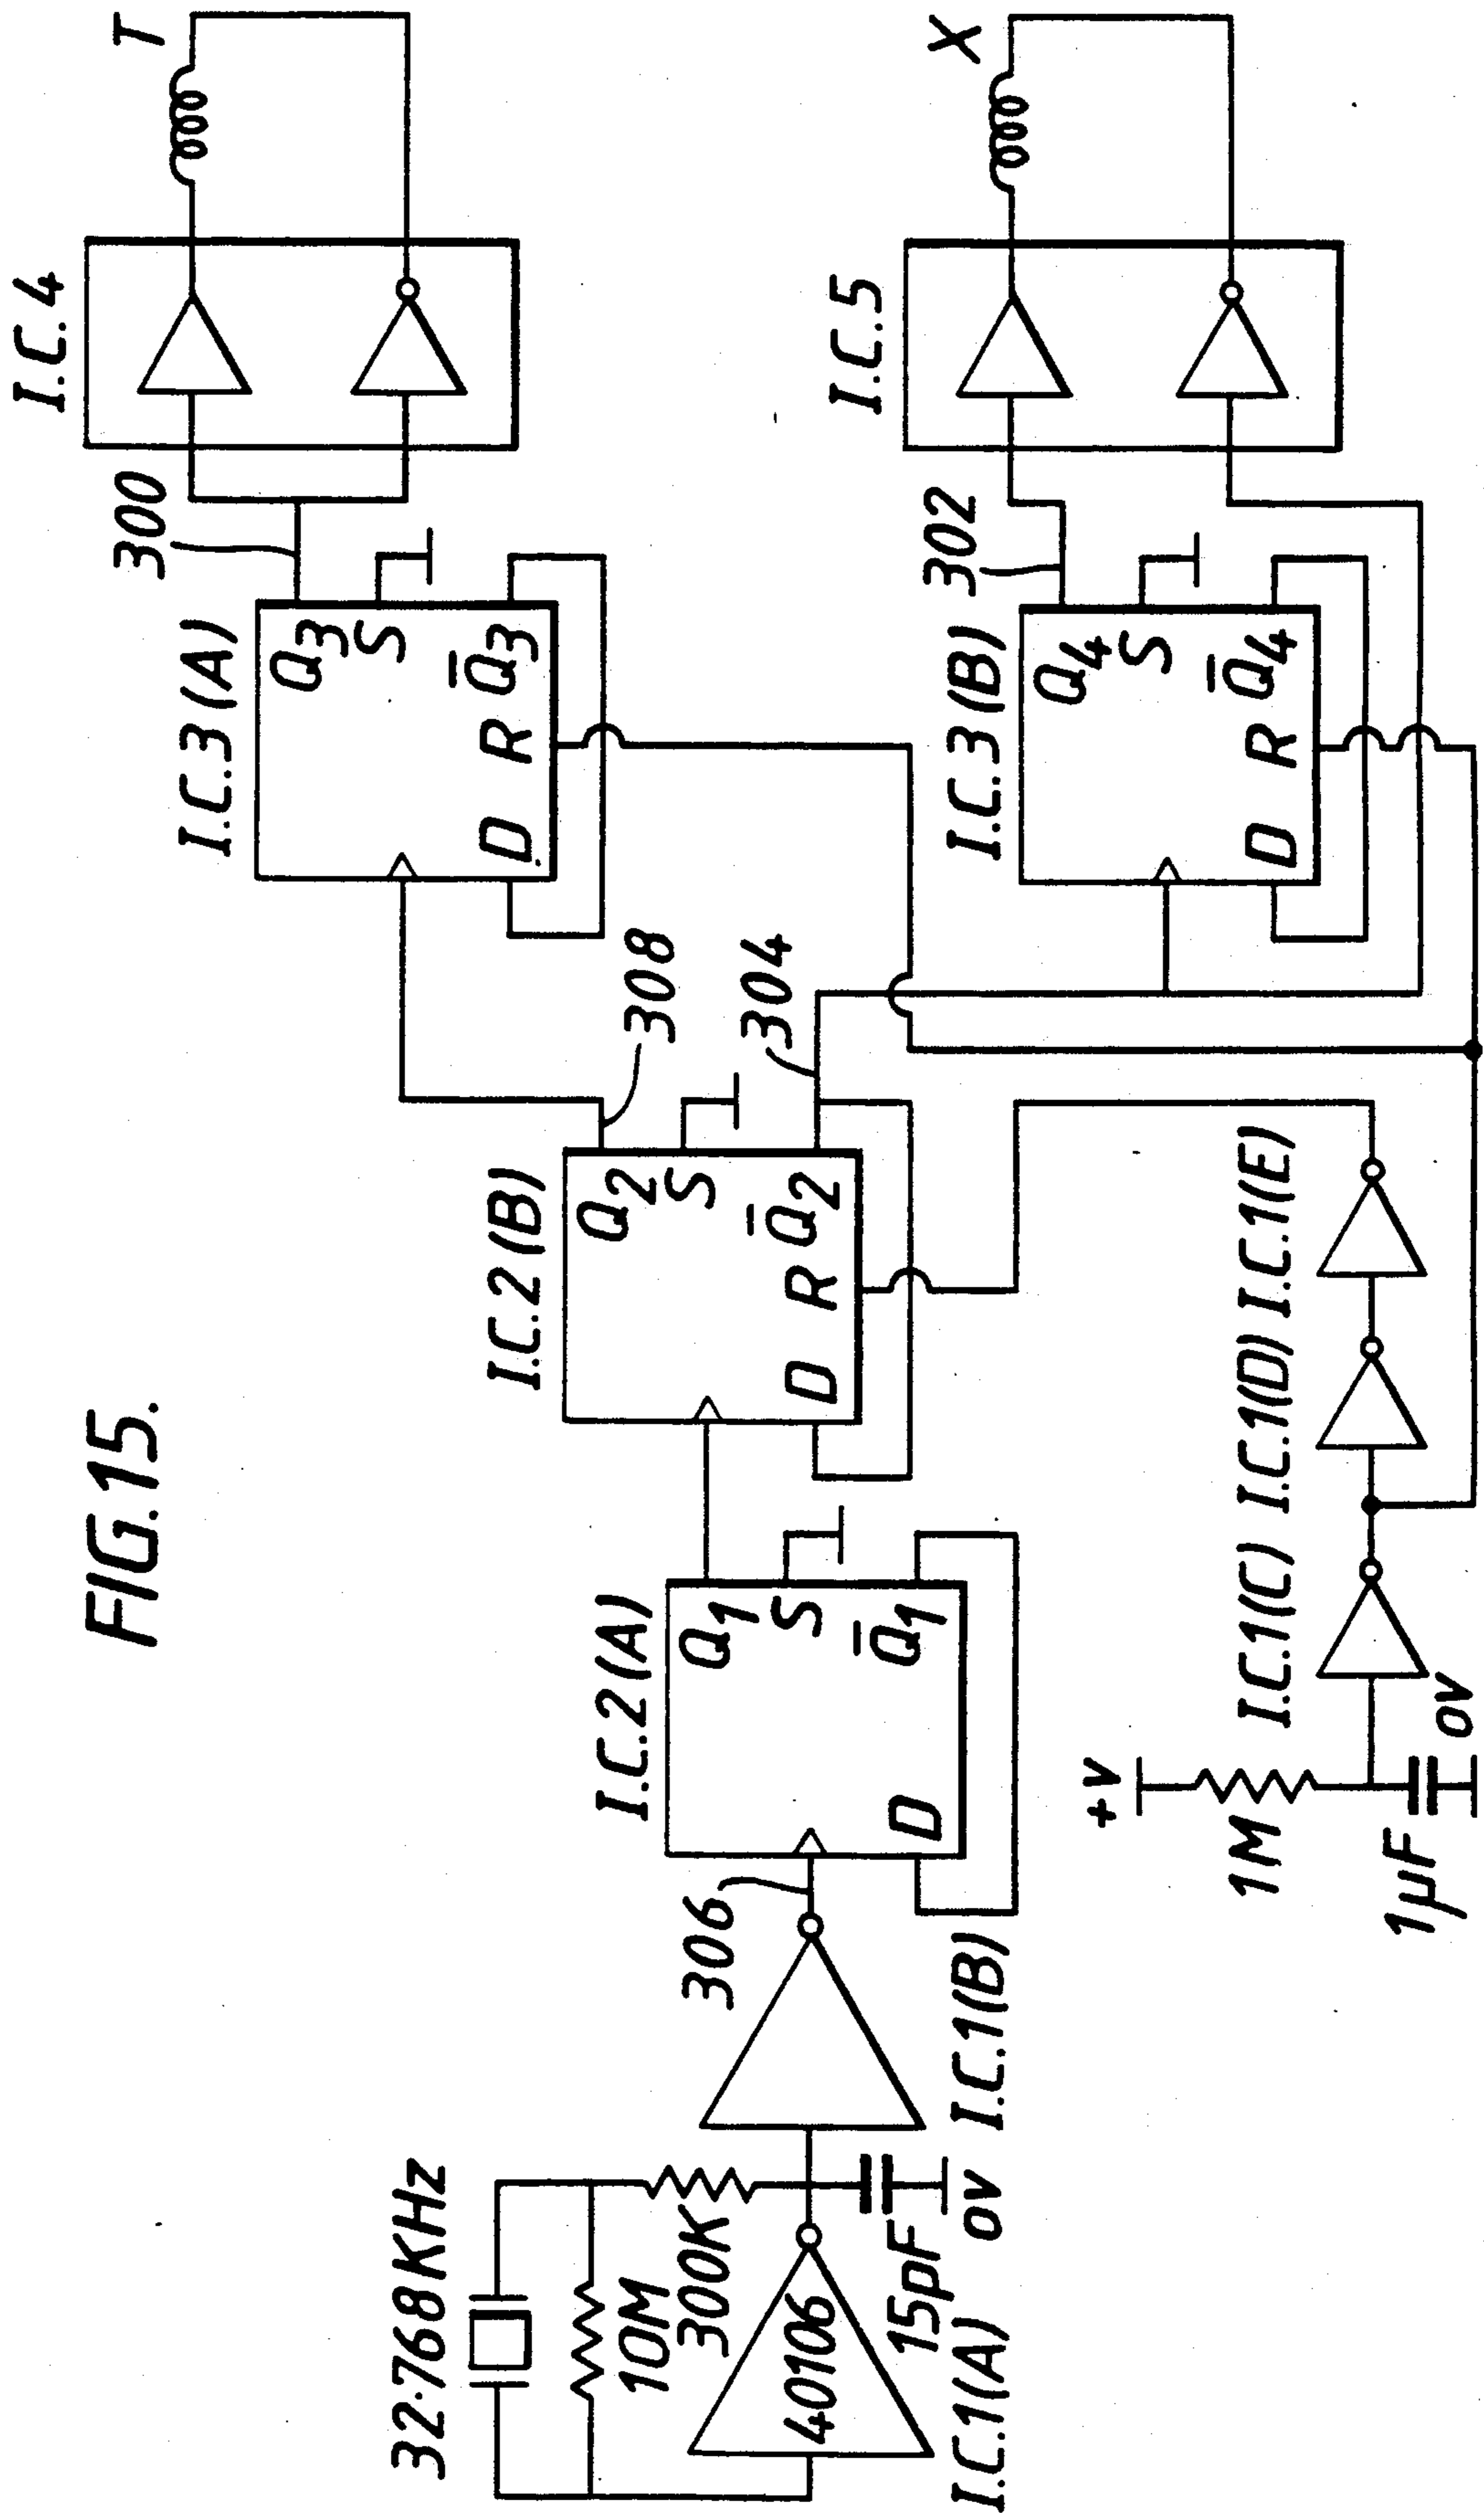 FIG.15.
32·768KHz
10M
300K
40106
15pF
0v
I.C.1(A)
I.C.1(B)
306
I.C.2(A)
Q1
S
Q̄1
D
I.C.2(B)
Q2
S
Q̄2
R
D
308
304
I.C.3(A)
Q3
S
Q̄3
R
D
300
I.C.4
T
I.C.3(B)
Q4
S
Q̄4
R
D
302
I.C.5
X
+v
1M
1µF
0v
I.C.1(C)
I.C.1(D)
I.C.1(E)